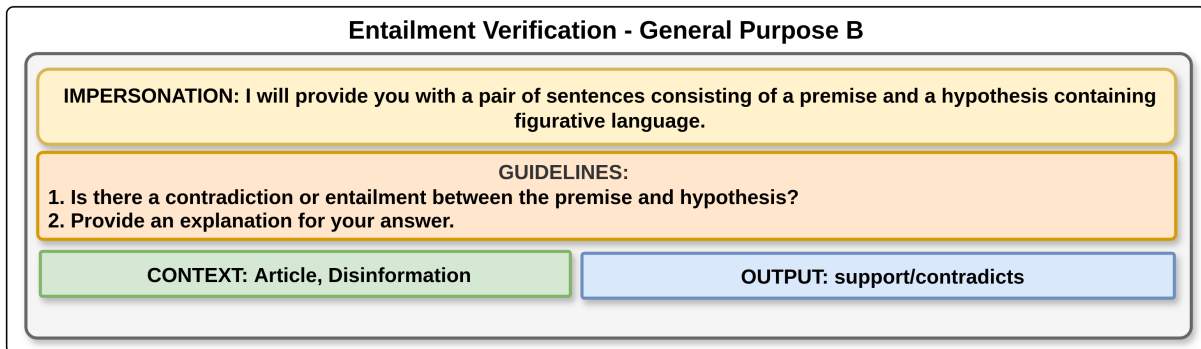 Entailment Verification - General Purpose B
IMPERSONATION: I will provide you with a pair of sentences consisting of a premise and a hypothesis containing
figurative language.
GUIDELINES:
1. Is there a contradiction or entailment between the premise and hypothesis?
2. Provide an explanation for your answer.
CONTEXT: Article, Disinformation
OUTPUT: support/contradicts